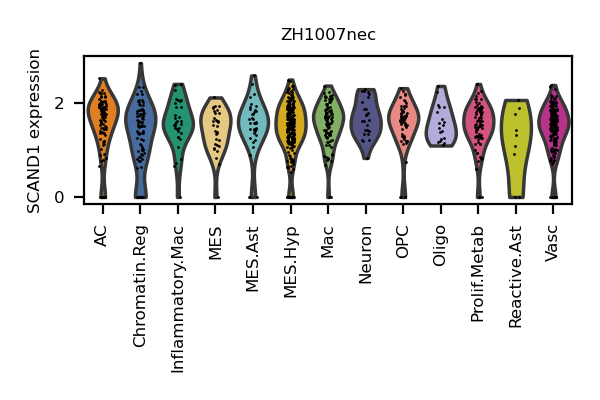 ZH1007nec
SCAND1 expression
2
0
AC
Chromatin.Reg
Inflammatory.Mac
MES
MES.Ast
MES.Hyp
Mac
Neuron
OPC
Oligo
Prolif.Metab
Reactive.Ast
Vasc